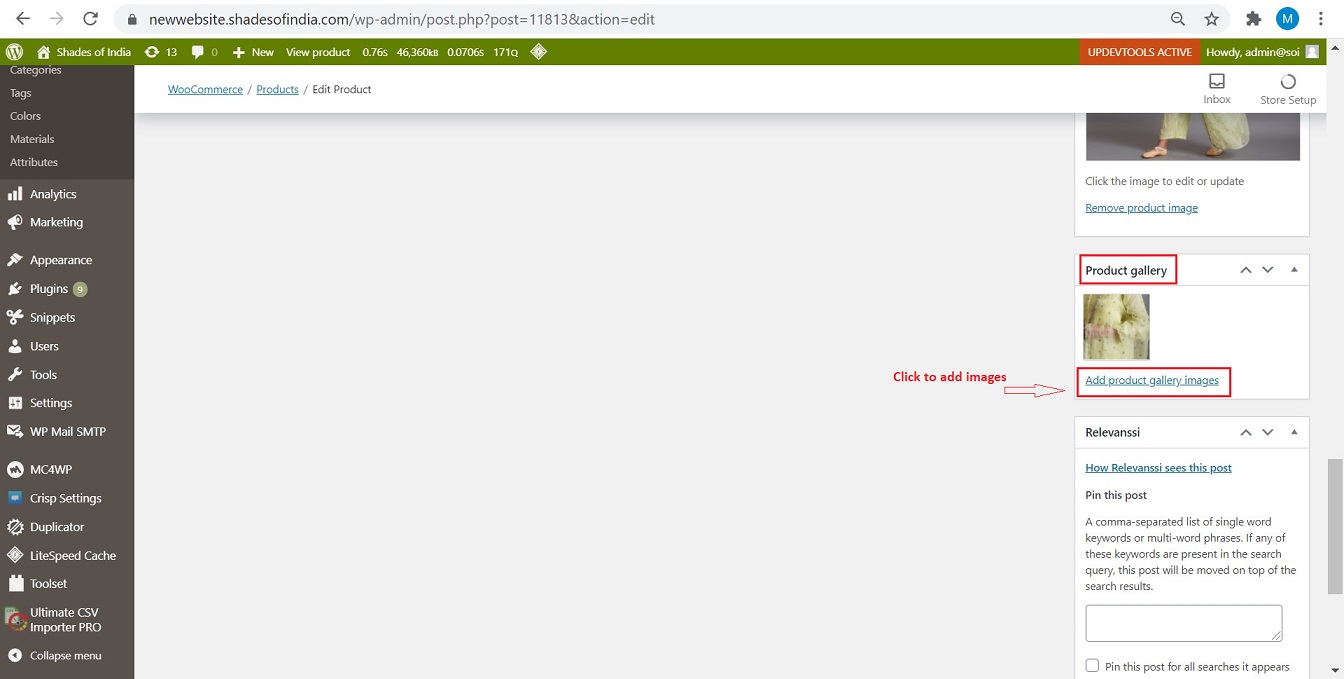 newwebsite.shadesofindia.com/wp-admin/post.php?post=11813&action=edit
M
Shades of India 13 0 New View product 0.76s 46,360KB 0.0706s 171Q
UPDEVTOOLS ACTIVE Howdy, admin@soi
Categories
Tags
Colors
Materials
Attributes
Analytics
Marketing
Appearance
Plugins 9
Snippets
Users
Tools
Settings
WP Mail SMTP
MC4WP
Crisp Settings
Duplicator
LiteSpeed Cache
Toolset
Ultimate CSV
Importer PRO
Collapse menu
WooCommerce / Products / Edit Product
Inbox
Store Setup
Click the image to edit or update
Remove product image
Product gallery
Click to add images
Add product gallery images
Relevanssi
How Relevanssi sees this post
Pin this post
A comma-separated list of single word
keywords or multi-word phrases. If any of
these keywords are present in the search
query, this post will be moved on top of the
search results.
Pin this post for all searches it appears